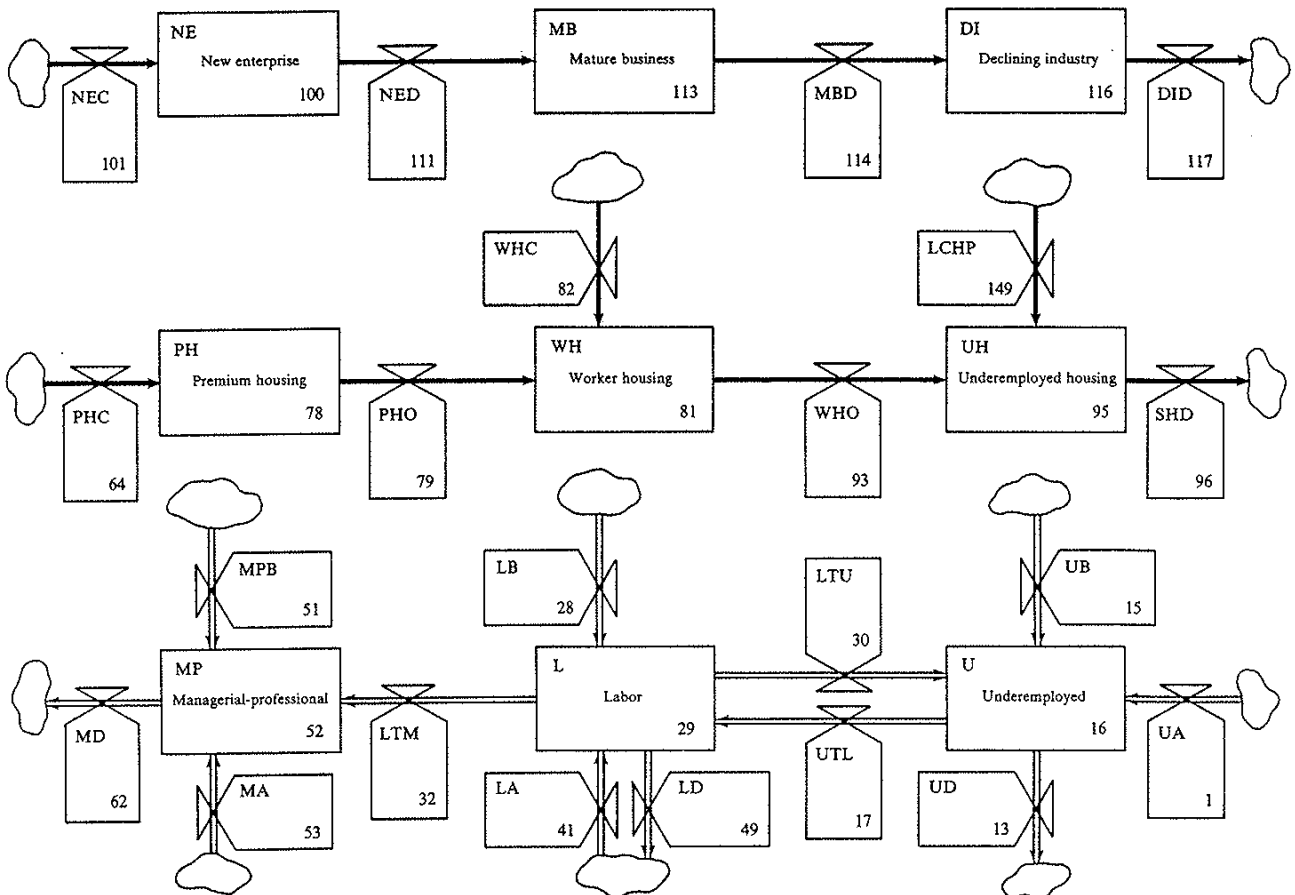 NE
New enterprise
100
MB
Mature business
113
DI
Declining industry
116
NEC
101
NED
111
MBD
114
DID
117
WHC
82
LCHP
149
PH
Premium housing
78
WH
Worker housing
81
UH
Underemployed housing
95
PHC
64
PHO
79
WHO
93
SHD
96
MPB
51
LB
28
LTU
30
UB
15
MP
Managerial-professional
52
L
Labor
29
U
Underemployed
16
MD
62
LTM
32
UTL
17
UA
1
MA
53
LA
41
LD
49
UD
13